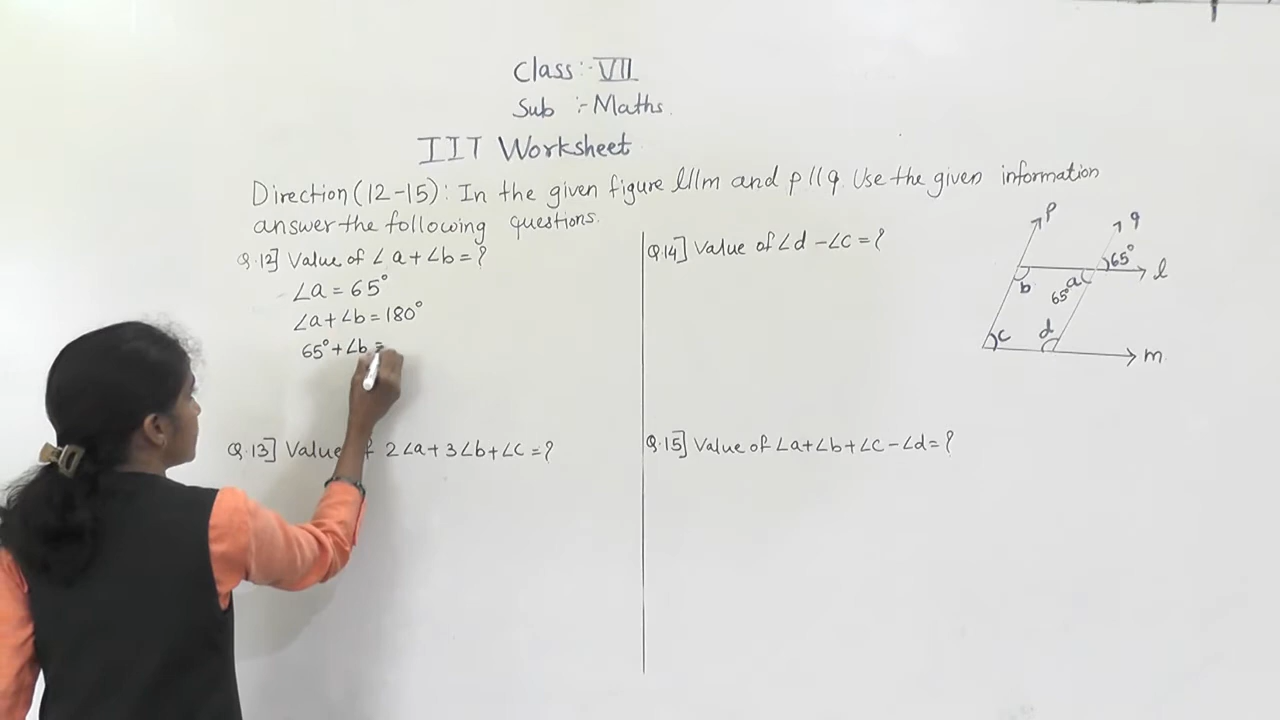 Class:- VII
Sub :- Maths.
IIT Worksheet
Direction (12-15): In the given figure l||m and p||q. Use the given information
answer the following questions.
Q.12] Value of ∠a+∠b=?
∠a = 65°
∠a+∠b=180°
65°+∠b=
Q.13] Value of 2∠a+3∠b+∠c=?
Q.14] Value of ∠d-∠c=?
p
q
65°
l
b
a
65°
c
d
m
Q.15] Value of ∠a+∠b+∠c-∠d=?